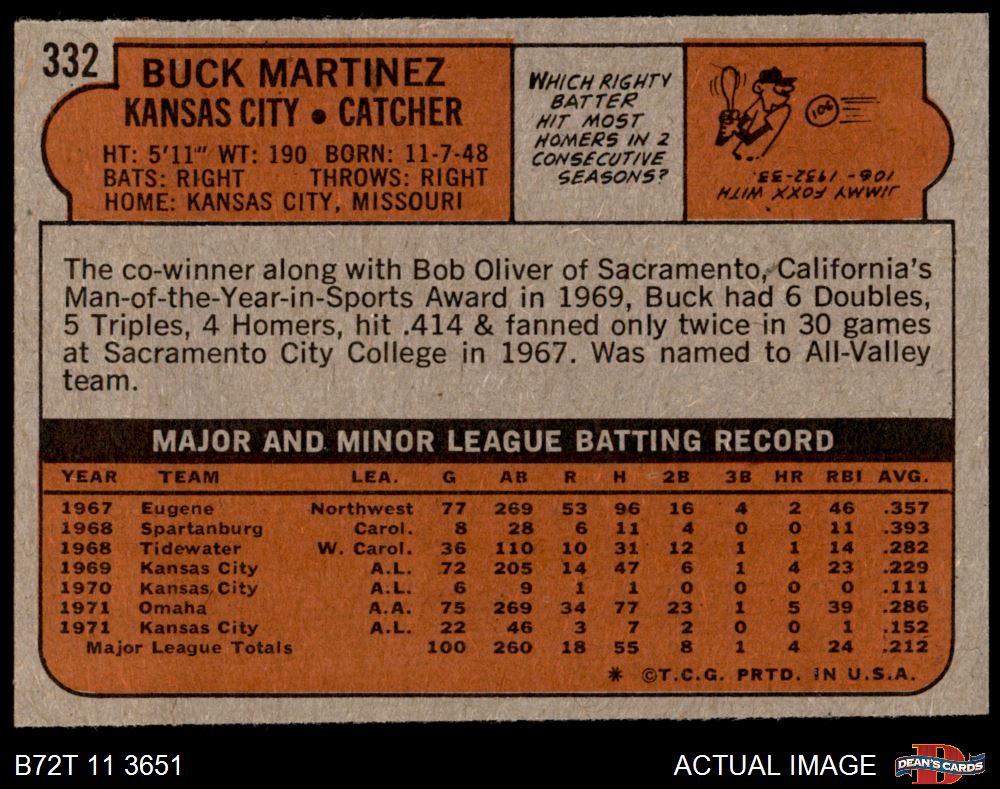 332
BUCK MARTINEZ
KANSAS CITY • CATCHER
HT: 5'11" WT: 190 BORN: 11-7-48
BATS: RIGHT THROWS: RIGHT
HOME: KANSAS CITY, MISSOURI
WHICH RIGHTY
BATTER
HIT MOST
HOMERS IN 2
CONSECUTIVE
SEASONS?
106
JIMMY FOXX WITH
106 - 1932-33.
The co-winner along with Bob Oliver of Sacramento, California's
Man-of-the-Year-in-Sports Award in 1969, Buck had 6 Doubles,
5 Triples, 4 Homers, hit .414 & fanned only twice in 30 games
at Sacramento City College in 1967. Was named to All-Valley
team.
MAJOR AND MINOR LEAGUE BATTING RECORD
YEAR TEAM LEA. G AB R H 2B 3B HR RBI AVG.
1967 Eugene Northwest 77 269 53 96 16 4 2 46 .357
1968 Spartanburg Carol. 8 28 6 11 4 0 0 11 .393
1968 Tidewater W. Carol. 36 110 10 31 12 1 1 14 .282
1969 Kansas City A.L. 72 205 14 47 6 1 4 23 .229
1970 Kansas City A.L. 6 9 1 1 0 0 0 0 .111
1971 Omaha A.A. 75 269 34 77 23 1 5 39 .286
1971 Kansas City A.L. 22 46 3 7 2 0 0 1 .152
Major League Totals 100 260 18 55 8 1 4 24 .212
* ©T.C.G. PRTD. IN U.S.A.
B72T 11 3651
ACTUAL IMAGE
DEAN'S CARDS